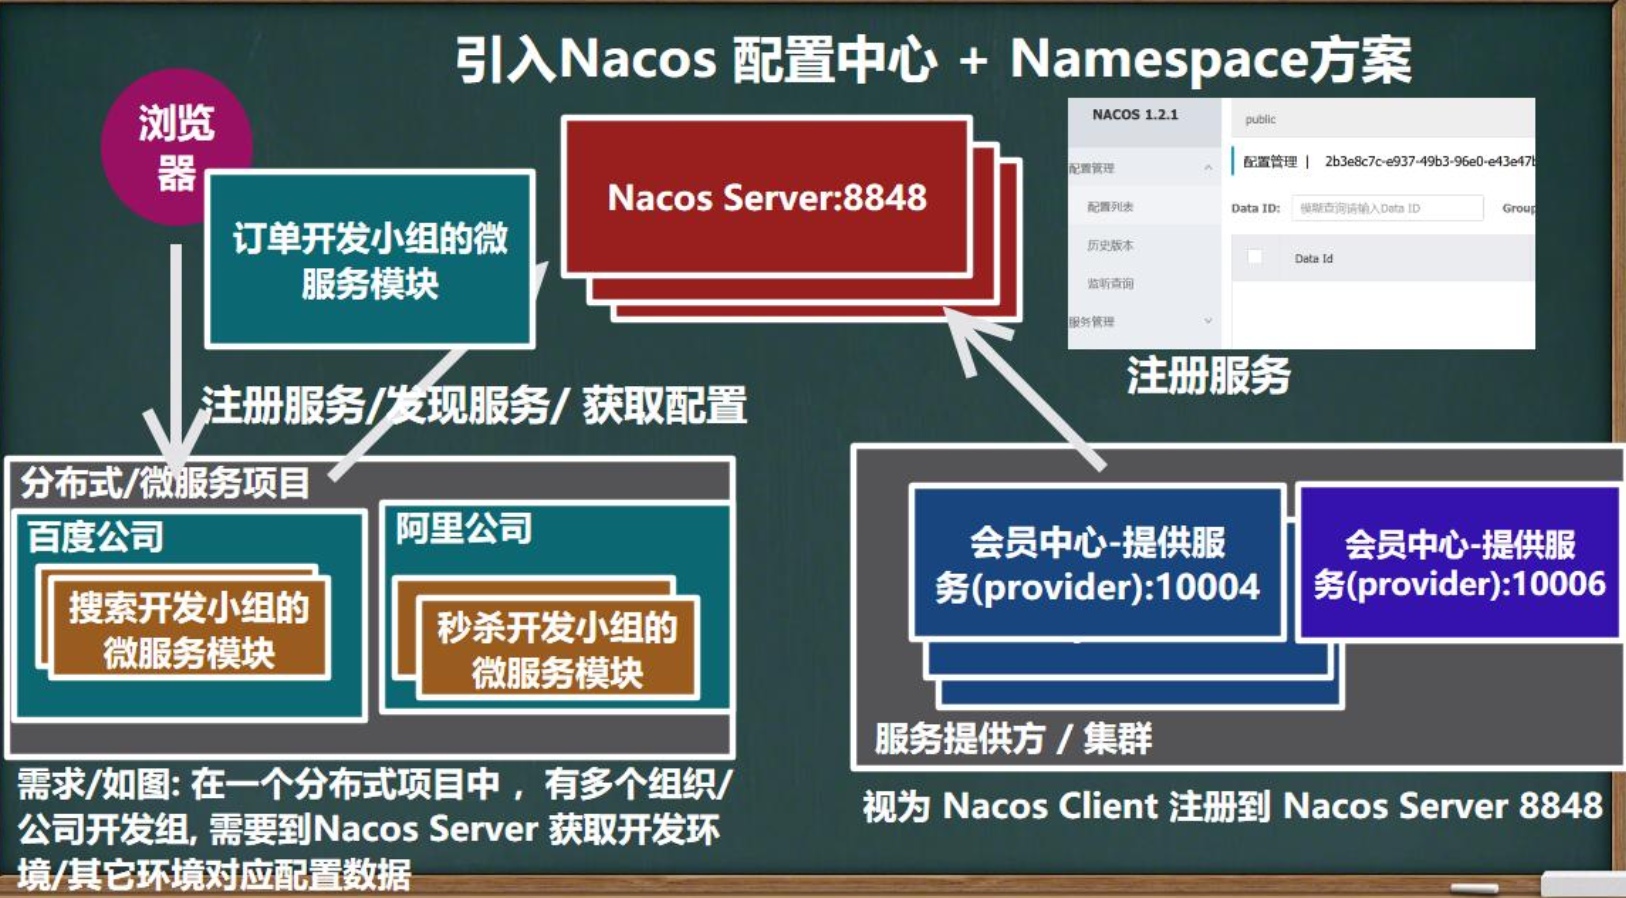 引入Nacos 配置中心 + Namespace方案
浏览
器
订单开发小组的微
服务模块
Nacos Server:8848
NACOS 1.2.1
配置管理
配置列表
历史版本
监听查询
服务管理
public
配置管理 | 2b3e8c7c-e937-49b3-96e0-e43e47b
Data ID: 模糊查询请输入Data ID Group
Data Id
注册服务/发现服务/ 获取配置
注册服务
分布式/微服务项目
百度公司
搜索开发小组的
微服务模块
阿里公司
秒杀开发小组的
微服务模块
会员中心-提供服
务(provider):10004
会员中心-提供服
务(provider):10006
服务提供方 / 集群
需求/如图: 在一个分布式项目中 ，有多个组织/
公司开发组, 需要到Nacos Server 获取开发环
境/其它环境对应配置数据
视为 Nacos Client 注册到 Nacos Server 8848